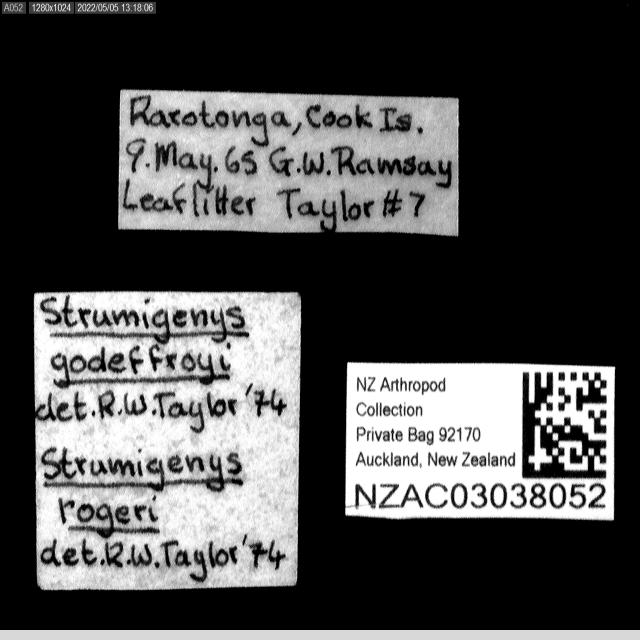 A052 1280x1024 2022/05/05 13:18:06
Rarotonga, Cook Is.
9.May.65 G.W.Ramsay
Leaflitter Taylor #7
Strumigenys
godeffroyi
det.R.W.Taylor '74
Strumigenys
rogeri
det.R.W.Taylor '74
NZ Arthropod
Collection
Private Bag 92170
Auckland, New Zealand
NZAC03038052